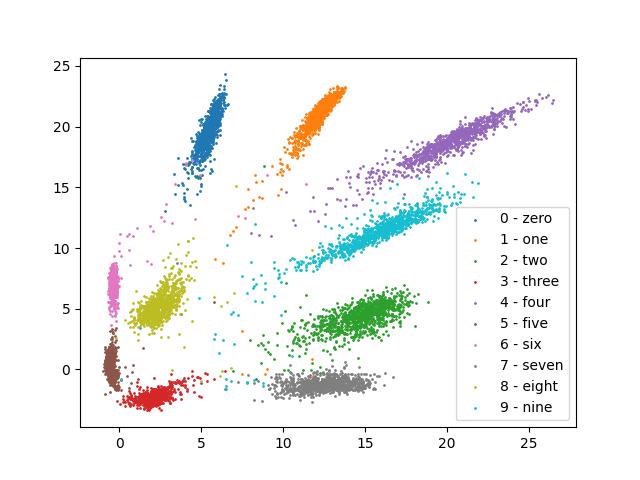 25
20
15
10
5
0
0
5
10
15
20
25
0 - zero
1 - one
2 - two
3 - three
4 - four
5 - five
6 - six
7 - seven
8 - eight
9 - nine